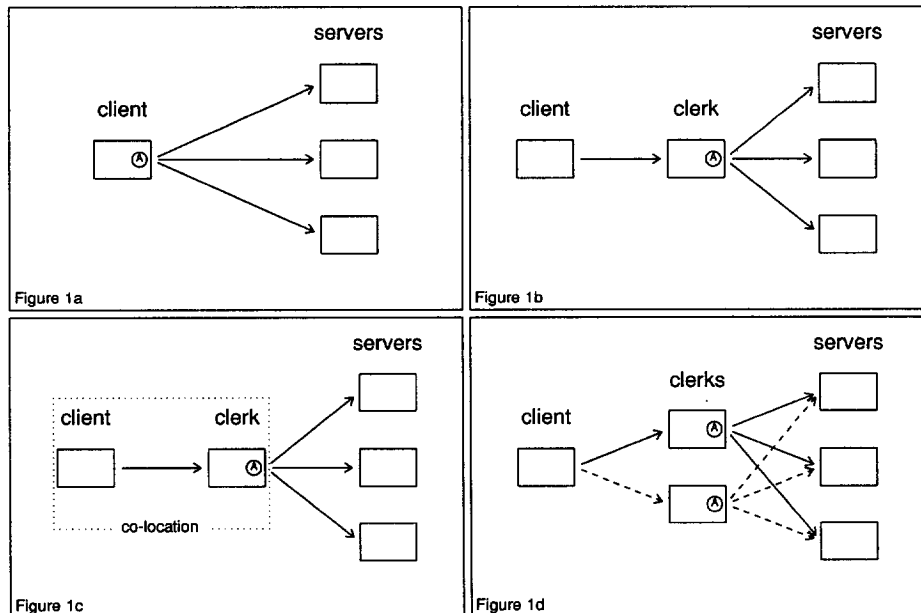 servers
client
A
Figure 1a
servers
client
clerk
A
Figure 1b
servers
client
clerk
A
co-location
Figure 1c
servers
clerks
client
A
A
Figure 1d